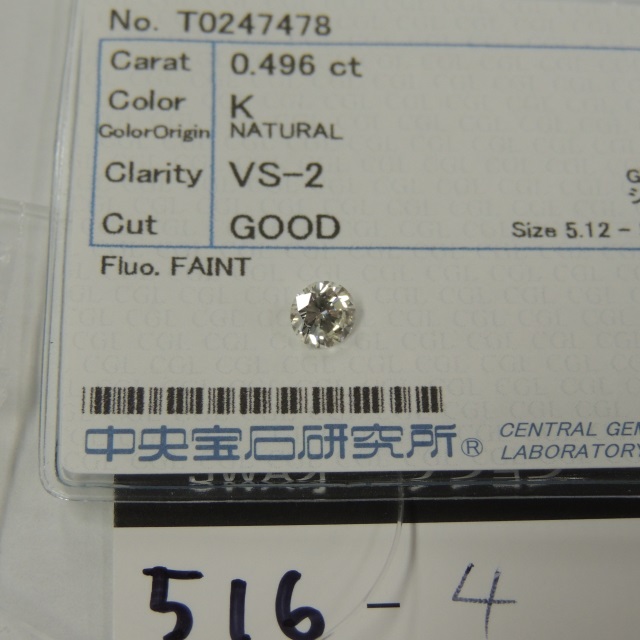 No. T0247478
Carat 0.496 ct
Color K
ColorOrigin NATURAL
Clarity VS-2
Cut GOOD
Size 5.12 -
Fluo. FAINT
中央宝石研究所®
CENTRAL GEM
LABORATORY
516 - 4